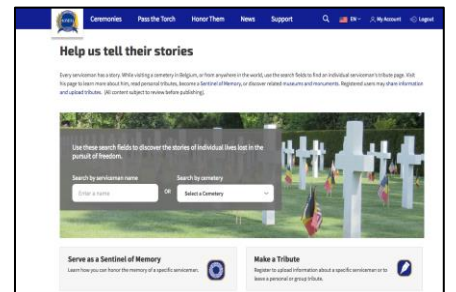 Ceremonies Pass the Torch Honor Them News Support EN My Account Logout
Help us tell their stories
Every serviceman has a story. While visiting a cemetery in Belgium, or from anywhere in the world, use the search fields to find an individual serviceman's tribute page. Visit
his page to learn more about him, read personal tributes, become a Sentinel of Memory, or discover related museums and monuments. Registered users may share information
and upload tributes. (All content subject to review before publishing).
Use these search fields to discover the stories of individual lives lost in the
pursuit of freedom.
Search by serviceman name Search by cemetery
Enter a name OR Select a Cemetery
Serve as a Sentinel of Memory
Learn how you can honor the memory of a specific serviceman.
Make a Tribute
Register to upload information about a specific serviceman or to
leave a personal or group tribute.